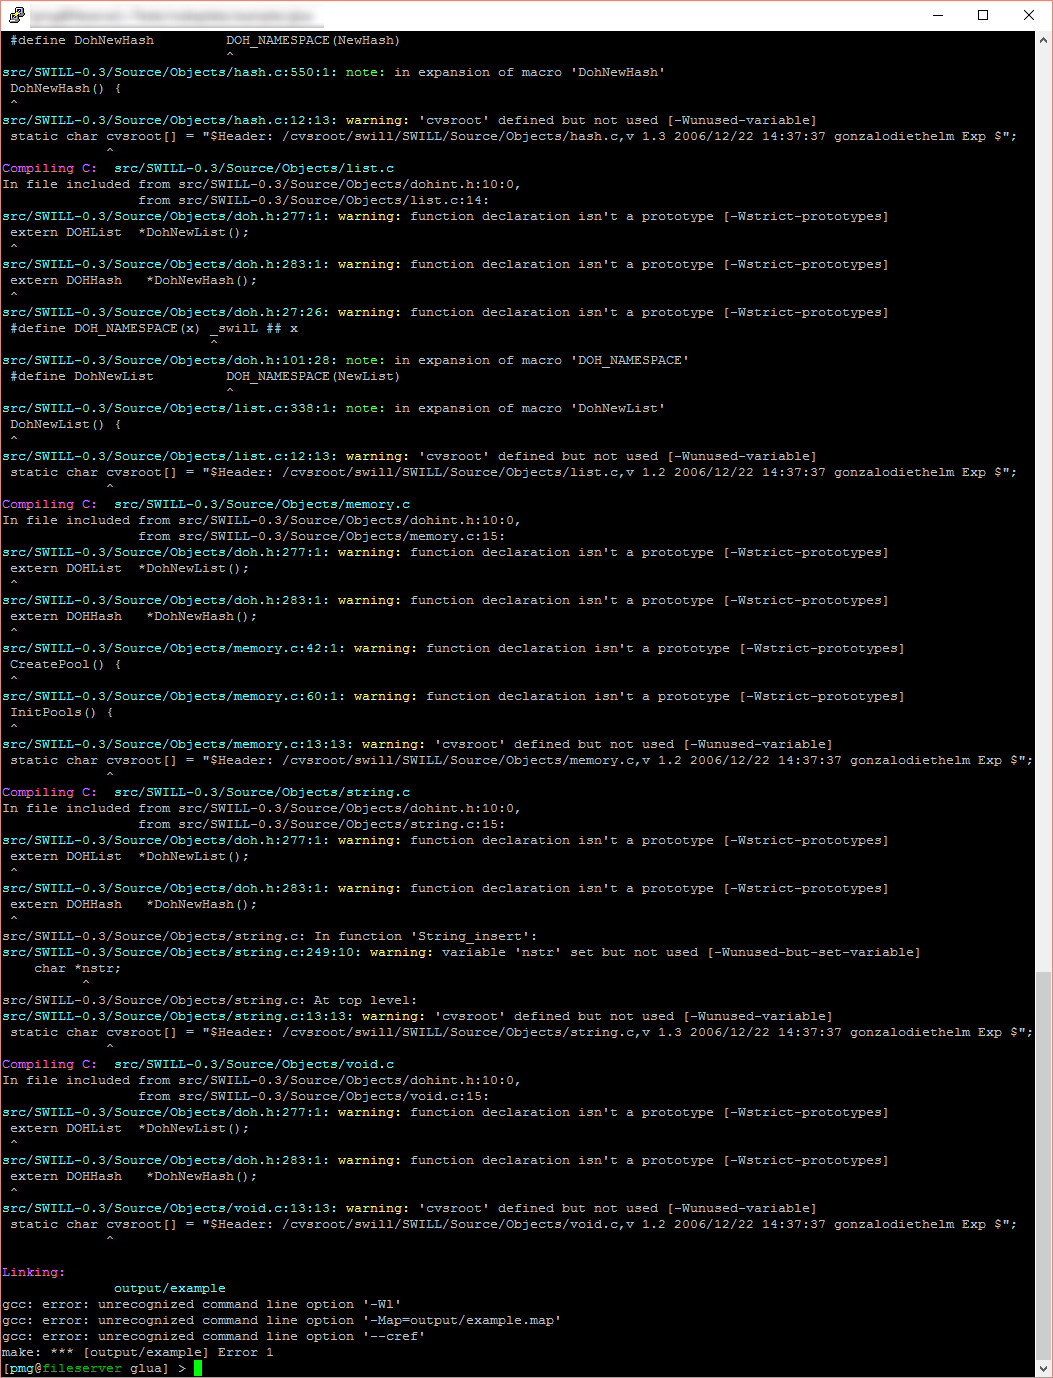 #define DohNewHash         DOH_NAMESPACE(NewHash)
^
src/SWILL-0.3/Source/Objects/hash.c:550:1: note: in expansion of macro 'DohNewHash'
DohNewHash() {
^
src/SWILL-0.3/Source/Objects/hash.c:12:13: warning: 'cvsroot' defined but not used [-Wunused-variable]
static char cvsroot[] = "$Header: /cvsroot/swill/SWILL/Source/Objects/hash.c,v 1.3 2006/12/22 14:37:37 gonzalodiethelm Exp $";
^
Compiling C:  src/SWILL-0.3/Source/Objects/list.c
In file included from src/SWILL-0.3/Source/Objects/dohint.h:10:0,
from src/SWILL-0.3/Source/Objects/list.c:14:
src/SWILL-0.3/Source/Objects/doh.h:277:1: warning: function declaration isn't a prototype [-Wstrict-prototypes]
extern DOHList  *DohNewList();
^
src/SWILL-0.3/Source/Objects/doh.h:283:1: warning: function declaration isn't a prototype [-Wstrict-prototypes]
extern DOHHash   *DohNewHash();
^
src/SWILL-0.3/Source/Objects/doh.h:27:26: warning: function declaration isn't a prototype [-Wstrict-prototypes]
#define DOH_NAMESPACE(x) _swilL ## x
^
src/SWILL-0.3/Source/Objects/doh.h:101:28: note: in expansion of macro 'DOH_NAMESPACE'
#define DohNewList         DOH_NAMESPACE(NewList)
^
src/SWILL-0.3/Source/Objects/list.c:338:1: note: in expansion of macro 'DohNewList'
DohNewList() {
^
src/SWILL-0.3/Source/Objects/list.c:12:13: warning: 'cvsroot' defined but not used [-Wunused-variable]
static char cvsroot[] = "$Header: /cvsroot/swill/SWILL/Source/Objects/list.c,v 1.2 2006/12/22 14:37:37 gonzalodiethelm Exp $";
^
Compiling C:  src/SWILL-0.3/Source/Objects/memory.c
In file included from src/SWILL-0.3/Source/Objects/dohint.h:10:0,
from src/SWILL-0.3/Source/Objects/memory.c:15:
src/SWILL-0.3/Source/Objects/doh.h:277:1: warning: function declaration isn't a prototype [-Wstrict-prototypes]
extern DOHList  *DohNewList();
^
src/SWILL-0.3/Source/Objects/doh.h:283:1: warning: function declaration isn't a prototype [-Wstrict-prototypes]
extern DOHHash   *DohNewHash();
^
src/SWILL-0.3/Source/Objects/memory.c:42:1: warning: function declaration isn't a prototype [-Wstrict-prototypes]
CreatePool() {
^
src/SWILL-0.3/Source/Objects/memory.c:60:1: warning: function declaration isn't a prototype [-Wstrict-prototypes]
InitPools() {
^
src/SWILL-0.3/Source/Objects/memory.c:13:13: warning: 'cvsroot' defined but not used [-Wunused-variable]
static char cvsroot[] = "$Header: /cvsroot/swill/SWILL/Source/Objects/memory.c,v 1.2 2006/12/22 14:37:37 gonzalodiethelm Exp $";
^
Compiling C:  src/SWILL-0.3/Source/Objects/string.c
In file included from src/SWILL-0.3/Source/Objects/dohint.h:10:0,
from src/SWILL-0.3/Source/Objects/string.c:15:
src/SWILL-0.3/Source/Objects/doh.h:277:1: warning: function declaration isn't a prototype [-Wstrict-prototypes]
extern DOHList  *DohNewList();
^
src/SWILL-0.3/Source/Objects/doh.h:283:1: warning: function declaration isn't a prototype [-Wstrict-prototypes]
extern DOHHash   *DohNewHash();
^
src/SWILL-0.3/Source/Objects/string.c: In function 'String_insert':
src/SWILL-0.3/Source/Objects/string.c:249:10: warning: variable 'nstr' set but not used [-Wunused-but-set-variable]
char *nstr;
^
src/SWILL-0.3/Source/Objects/string.c: At top level:
src/SWILL-0.3/Source/Objects/string.c:13:13: warning: 'cvsroot' defined but not used [-Wunused-variable]
static char cvsroot[] = "$Header: /cvsroot/swill/SWILL/Source/Objects/string.c,v 1.3 2006/12/22 14:37:37 gonzalodiethelm Exp $";
^
Compiling C:  src/SWILL-0.3/Source/Objects/void.c
In file included from src/SWILL-0.3/Source/Objects/dohint.h:10:0,
from src/SWILL-0.3/Source/Objects/void.c:15:
src/SWILL-0.3/Source/Objects/doh.h:277:1: warning: function declaration isn't a prototype [-Wstrict-prototypes]
extern DOHList  *DohNewList();
^
src/SWILL-0.3/Source/Objects/doh.h:283:1: warning: function declaration isn't a prototype [-Wstrict-prototypes]
extern DOHHash   *DohNewHash();
^
src/SWILL-0.3/Source/Objects/void.c:13:13: warning: 'cvsroot' defined but not used [-Wunused-variable]
static char cvsroot[] = "$Header: /cvsroot/swill/SWILL/Source/Objects/void.c,v 1.2 2006/12/22 14:37:37 gonzalodiethelm Exp $";
^
Linking:
output/example
gcc: error: unrecognized command line option '-Wl'
gcc: error: unrecognized command line option '-Map=output/example.map'
gcc: error: unrecognized command line option '--cref'
make: *** [output/example] Error 1
[pmg@fileserver glua] >